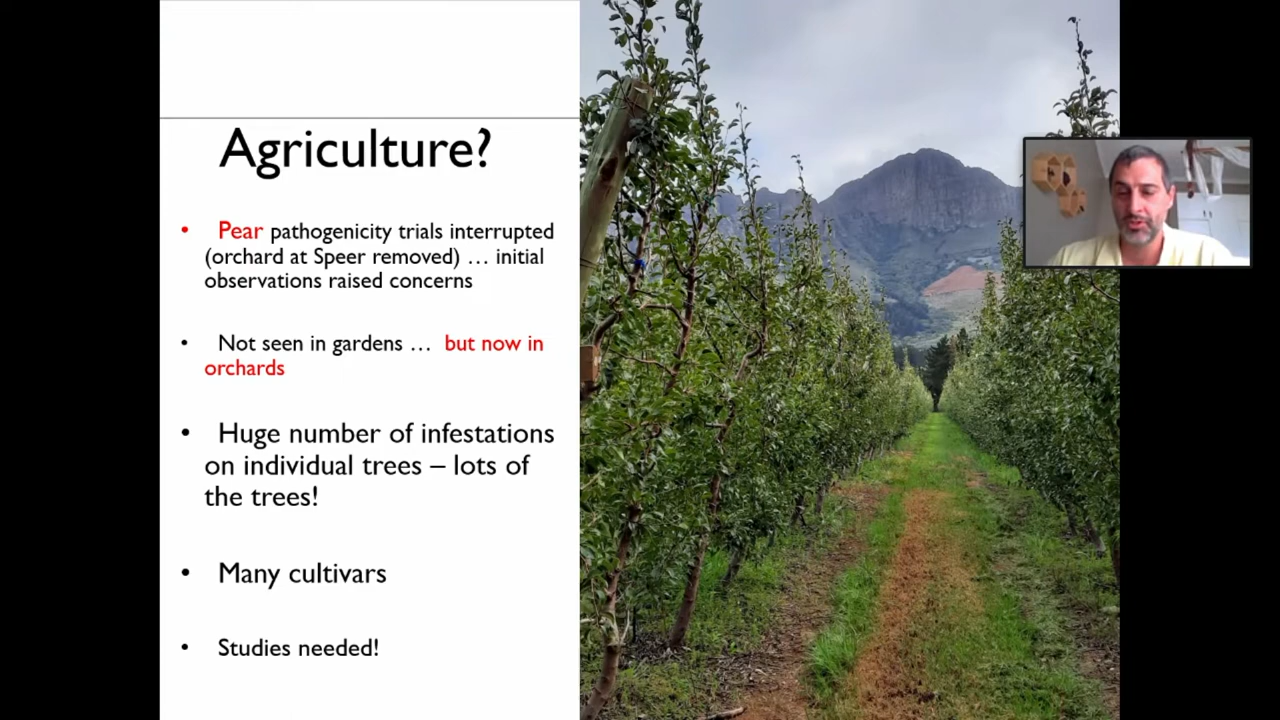 Agriculture?
• Pear pathogenicity trials interrupted
(orchard at Speer removed) … initial
observations raised concerns
• Not seen in gardens … but now in
orchards
• Huge number of infestations
on individual trees – lots of
the trees!
• Many cultivars
• Studies needed!